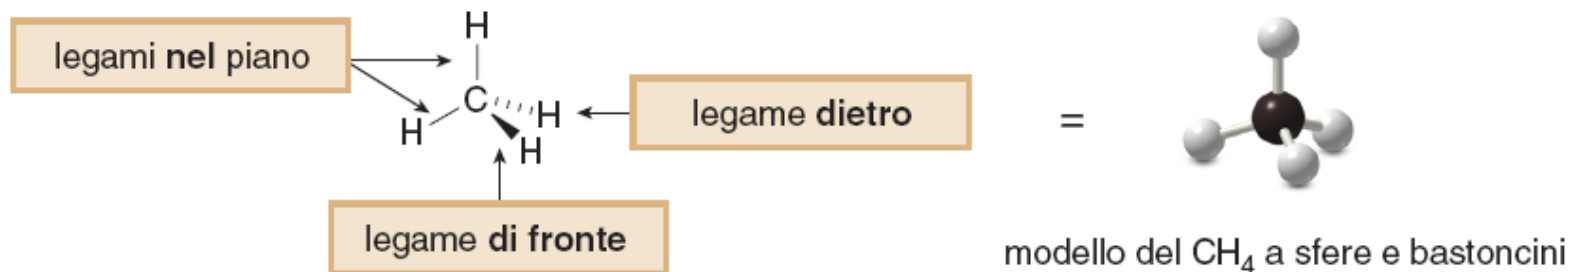 H
legami nel piano
C
H
H
H
legame dietro
=
legame di fronte
modello del CH₄ a sfere e bastoncini